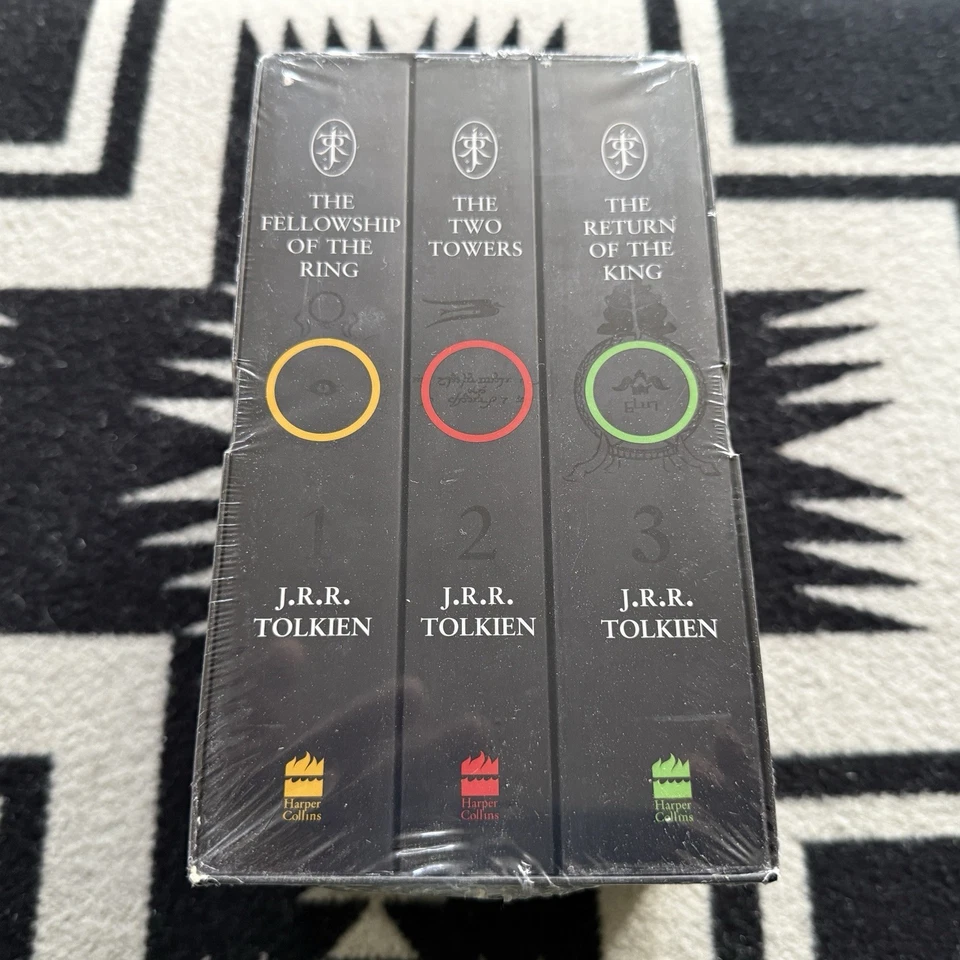 THE
FELLOWSHIP
OF THE
RING
1
J.R.R.
TOLKIEN
Harper
Collins
THE
TWO
TOWERS
2
J.R.R.
TOLKIEN
Harper
Collins
THE
RETURN
OF THE
KING
3
J.R.R.
TOLKIEN
Harper
Collins